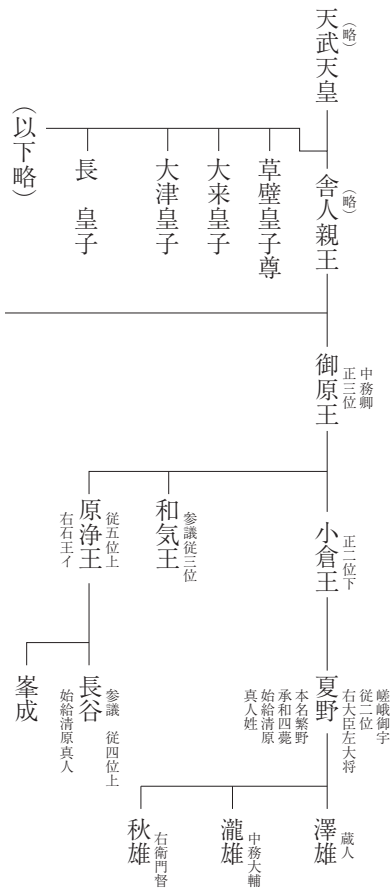 (略)
天武天皇
(略)
舎人親王
草壁皇子尊
大来皇子
大津皇子
長　皇子
(以下略)
中務卿
正三位
御原王
正二位下
小倉王
参議従三位
和気王
従五位上
原浄王
右石王イ
嵯峨御宇
従二位
右大臣左大将
夏野
本名繁野
承和四薨
始給清原
真人姓
参議　従四位上
長谷
始給清原真人
峯成
蔵人
澤雄
中務大輔
瀧雄
右衛門督
秋雄